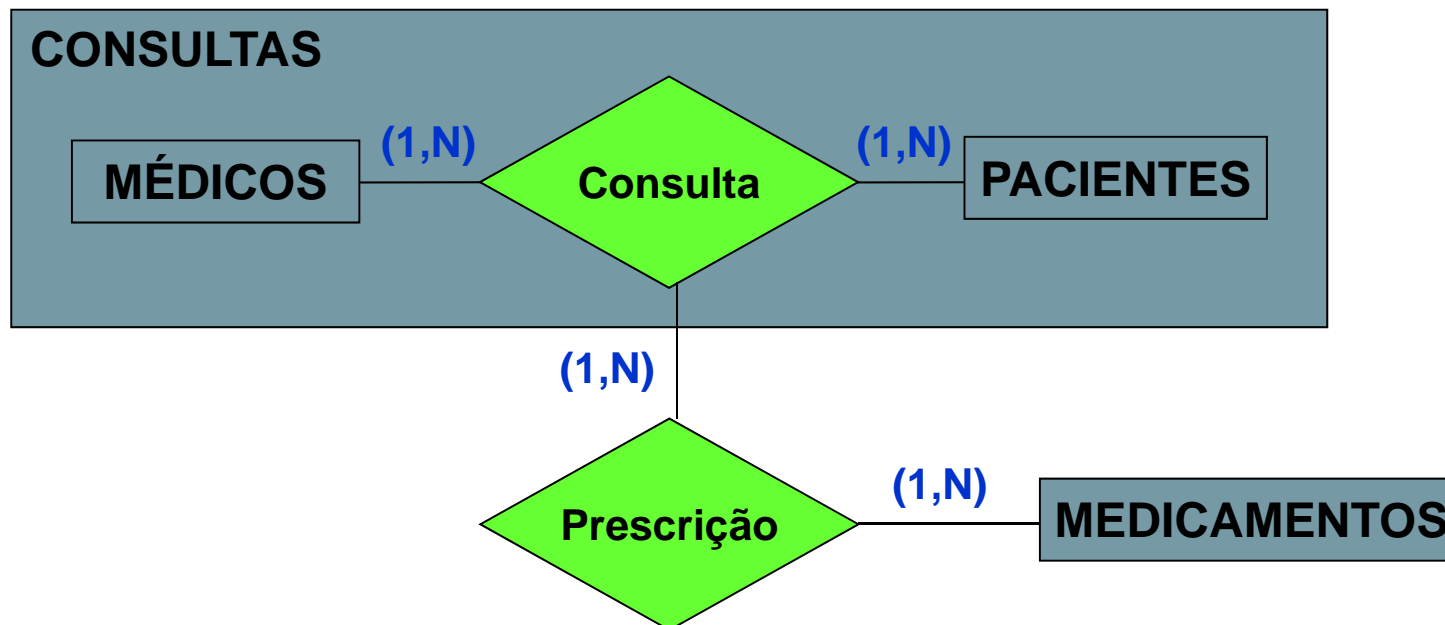 CONSULTAS
(1,N)
(1,N)
MÉDICOS
Consulta
PACIENTES
(1,N)
(1,N)
Prescrição
MEDICAMENTOS